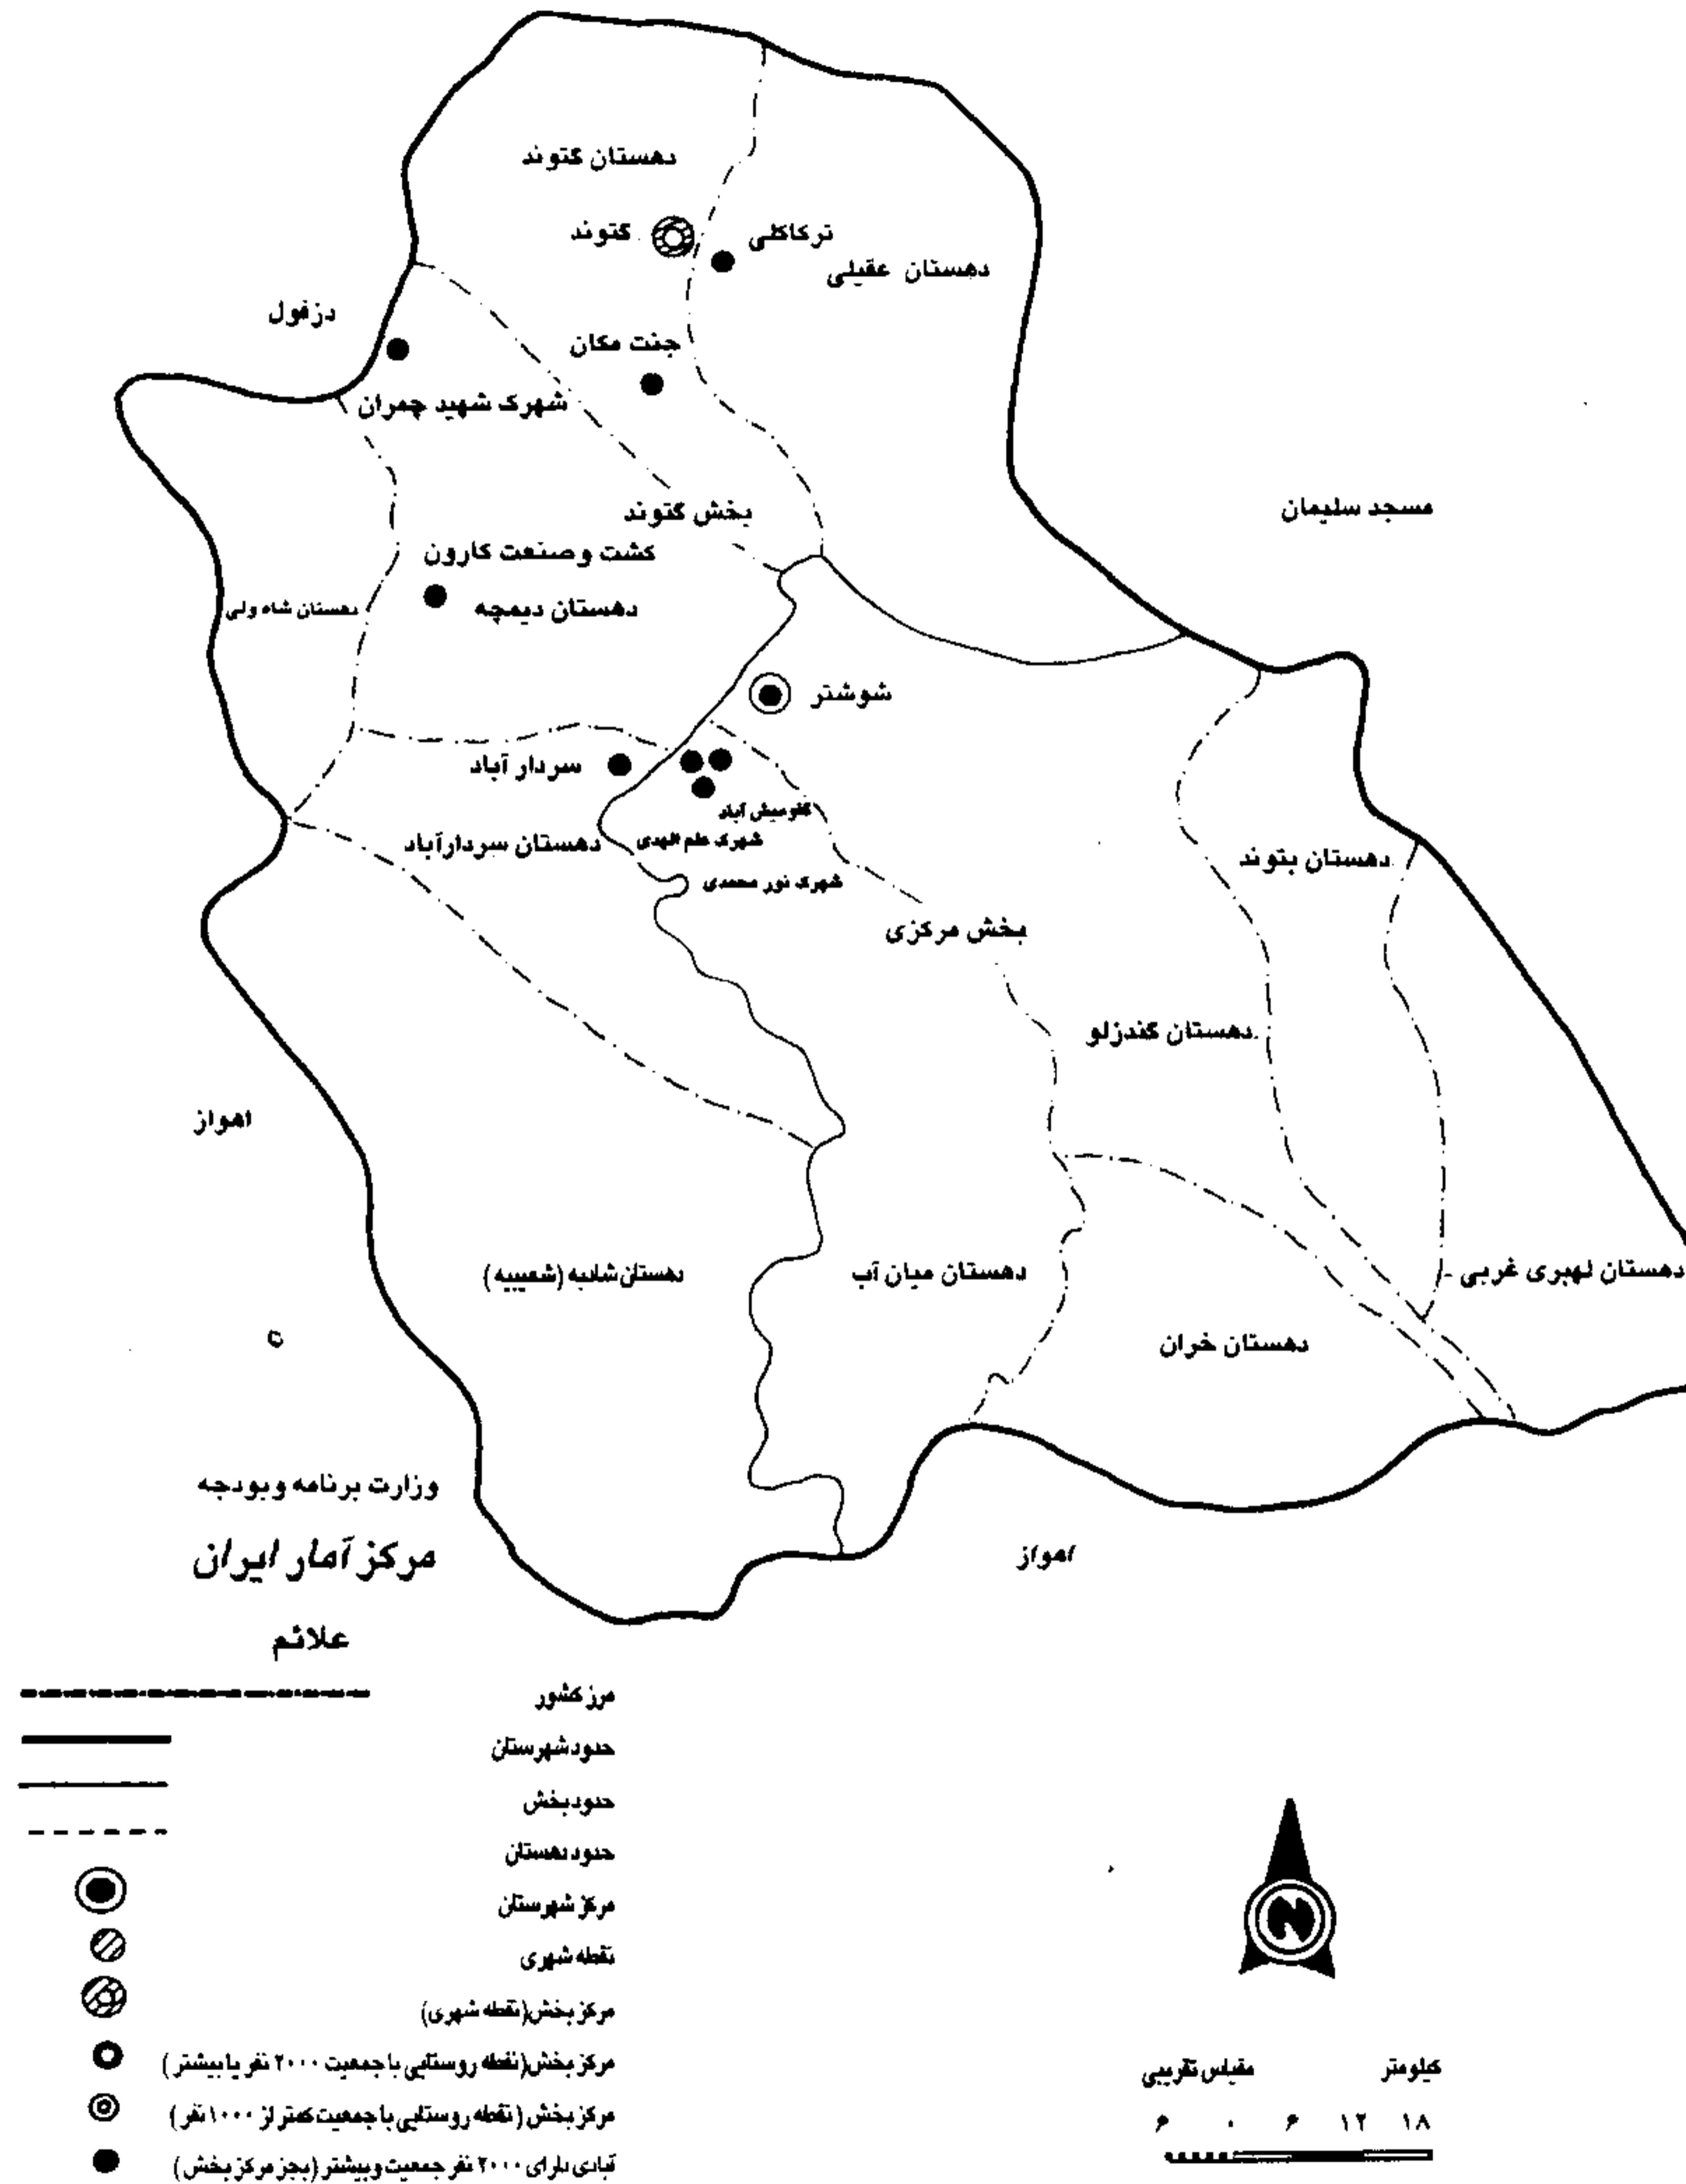 دهستان گتوند
گتوند
ترکالکی
دهستان عقیلی
دزفول
جنت مکان
شهرک شهید چمران
مسجد سلیمان
بخش گتوند
کشت و صنعت کارون
دهستان شاه ولی
دهستان دیمچه
شوشتر
سردار آباد
گاومیش آباد
شهرک علم الهدی
دهستان سردارآباد
شهرک نور محمدی
دهستان بتوند
بخش مرکزی
دهستان گندزلو
اهواز
دهستان شادبه (شعیبیه)
دهستان میان آب
دهستان لهبری غربی
دهستان خران
وزارت برنامه و بودجه
مرکز آمار ایران
اهواز
علائم
مرز کشور
حدود شهرستان
حدود بخش
حدود دهستان
مرکز شهرستان
نقطه شهری
مرکز بخش (نقطه شهری)
مرکز بخش (نقطه روستایی با جمعیت ۲۰۰۰ نفر یا بیشتر)
مرکز بخش (نقطه روستایی با جمعیت کمتر از ۱۰۰۰ نفر)
آبادی دارای ۲۰۰۰ نفر جمعیت و بیشتر (بجز مرکز بخش)
N
مقیاس تقریبی کیلومتر
۶ ۰ ۶ ۱۲ ۱۸